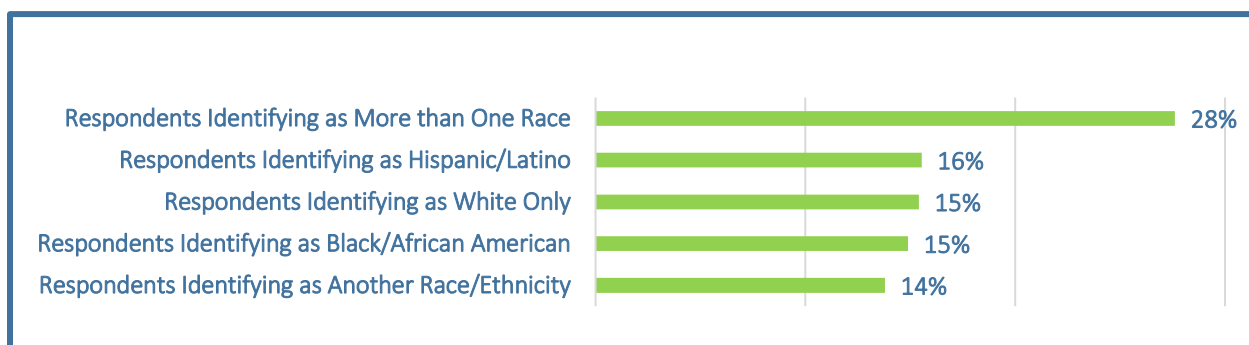 Respondents Identifying as More than One Race 28%
Respondents Identifying as Hispanic/Latino 16%
Respondents Identifying as White Only 15%
Respondents Identifying as Black/African American 15%
Respondents Identifying as Another Race/Ethnicity 14%